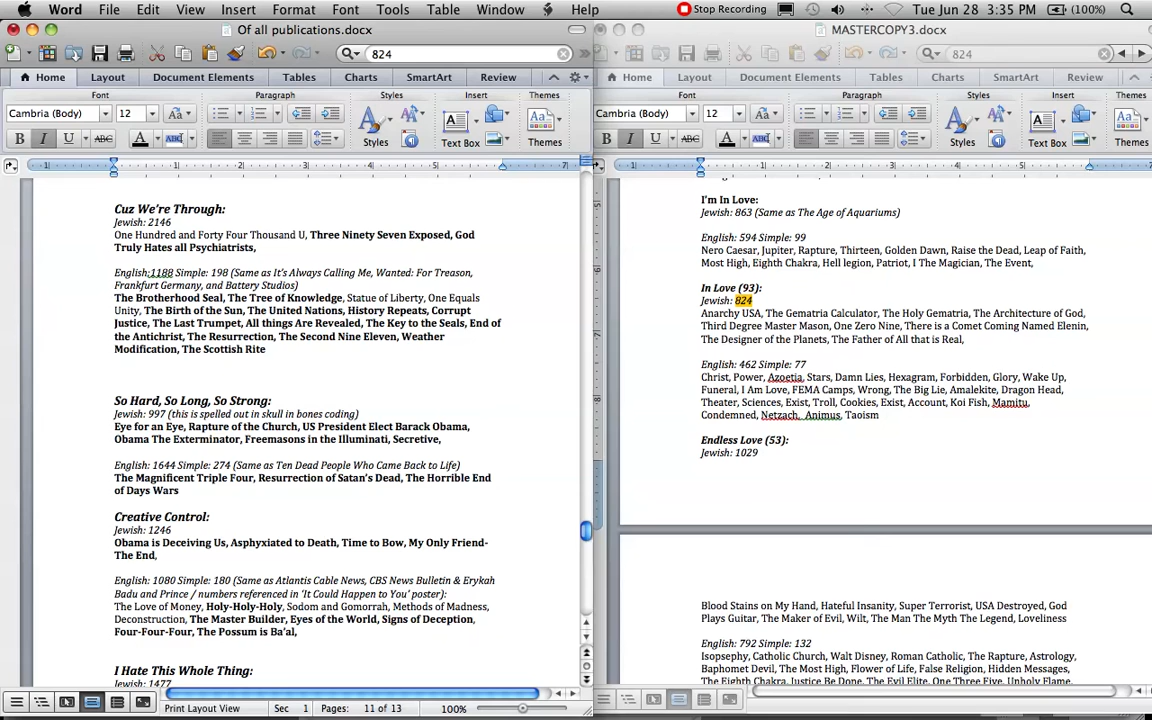 Word File Edit View Insert Format Font Tools Table Window Help Stop Recording Tue Jun 28 3:35 PM (100%)
Of all publications.docx
824
Home Layout Document Elements Tables Charts SmartArt Review
Font Paragraph Styles Insert Themes
Cambria (Body) 12
Styles Text Box Themes
Cuz We're Through:
Jewish: 2146
One Hundred and Forty Four Thousand U, Three Ninety Seven Exposed, God
Truly Hates all Psychiatrists,
English:1188 Simple: 198 (Same as It's Always Calling Me, Wanted: For Treason,
Frankfurt Germany, and Battery Studios)
The Brotherhood Seal, The Tree of Knowledge, Statue of Liberty, One Equals
Unity, The Birth of the Sun, The United Nations, History Repeats, Corrupt
Justice, The Last Trumpet, All things Are Revealed, The Key to the Seals, End of
the Antichrist, The Resurrection, The Second Nine Eleven, Weather
Modification, The Scottish Rite
So Hard, So Long, So Strong:
Jewish: 997 (this is spelled out in skull in bones coding)
Eye for an Eye, Rapture of the Church, US President Elect Barack Obama,
Obama The Exterminator, Freemasons in the Illuminati, Secretive,
English: 1644 Simple: 274 (Same as Ten Dead People Who Came Back to Life)
The Magnificent Triple Four, Resurrection of Satan's Dead, The Horrible End
of Days Wars
Creative Control:
Jewish: 1246
Obama is Deceiving Us, Asphyxiated to Death, Time to Bow, My Only Friend-
The End,
English: 1080 Simple: 180 (Same as Atlantis Cable News, CBS News Bulletin & Erykah
Badu and Prince / numbers referenced in 'It Could Happen to You' poster):
The Love of Money, Holy-Holy-Holy, Sodom and Gomorrah, Methods of Madness,
Deconstruction, The Master Builder, Eyes of the World, Signs of Deception,
Four-Four-Four, The Possum is Ba'al,
I Hate This Whole Thing:
Jewish: 1477
Print Layout View Sec 1 Pages: 11 of 13 100%
MASTERCOPY3.docx
824
Home Layout Document Elements Tables Charts SmartArt Review
Font Paragraph Styles Insert Themes
Cambria (Body) 12
Styles Text Box Themes
I'm In Love:
Jewish: 863 (Same as The Age of Aquariums)
English: 594 Simple: 99
Nero Caesar, Jupiter, Rapture, Thirteen, Golden Dawn, Raise the Dead, Leap of Faith,
Most High, Eighth Chakra, Hell legion, Patriot, I The Magician, The Event,
In Love (93):
Jewish: 824
Anarchy USA, The Gematria Calculator, The Holy Gematria, The Architecture of God,
Third Degree Master Mason, One Zero Nine, There is a Comet Coming Named Elenin,
The Designer of the Planets, The Father of All that is Real,
English: 462 Simple: 77
Christ, Power, Azoetia, Stars, Damn Lies, Hexagram, Forbidden, Glory, Wake Up,
Funeral, I Am Love, FEMA Camps, Wrong, The Big Lie, Amalekite, Dragon Head,
Theater, Sciences, Exist, Troll, Cookies, Exist, Account, Koi Fish, Mamitu,
Condemned, Netzach, Animus, Taoism
Endless Love (53):
Jewish: 1029
Blood Stains on My Hand, Hateful Insanity, Super Terrorist, USA Destroyed, God
Plays Guitar, The Maker of Evil, Wilt, The Man The Myth The Legend, Loveliness
English: 792 Simple: 132
Isopsephy, Catholic Church, Walt Disney, Roman Catholic, The Rapture, Astrology,
Baphomet Devil, The Most High, Flower of Life, False Religion, Hidden Messages,
The Eighth Chakra, Justice Be Done, The Evil Elite, One Three Five, Unholy Flame,